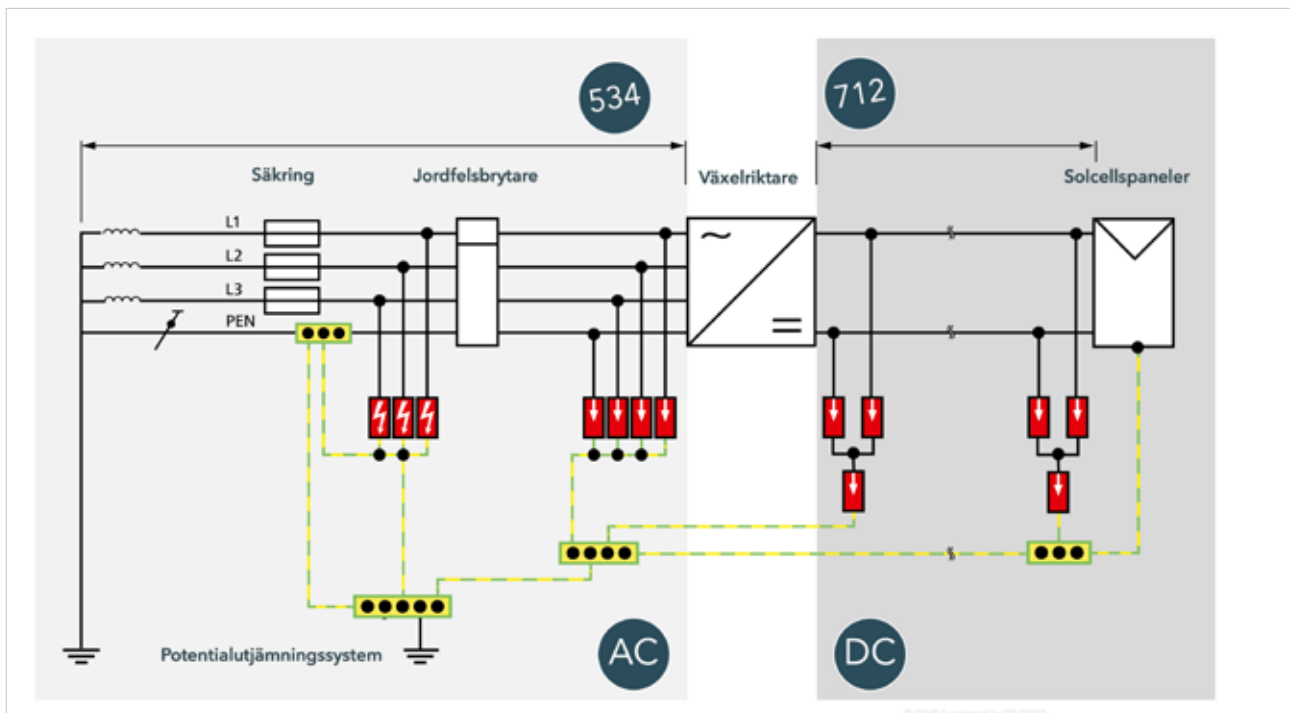 534
712
Säkring
Jordfelsbrytare
Växelriktare
Solcellspaneler
L1
L2
L3
PEN
Potentialutjämningssystem
AC
DC